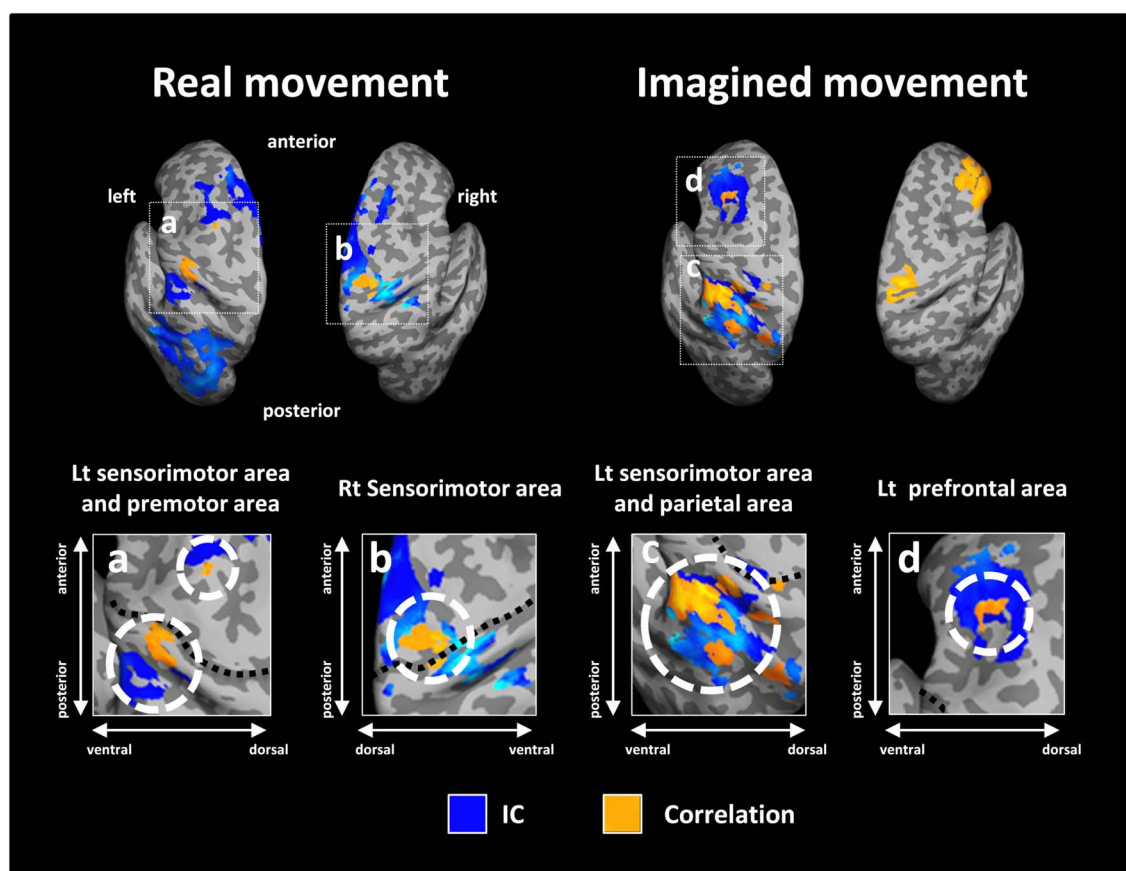 Real movement
Imagined movement
anterior
left
right
a
b
d
c
posterior
Lt sensorimotor area
and premotor area
Rt Sensorimotor area
Lt sensorimotor area
and parietal area
Lt  prefrontal area
anterior
posterior
a
ventral
dorsal
anterior
posterior
b
dorsal
ventral
anterior
posterior
c
ventral
dorsal
anterior
posterior
d
ventral
dorsal
IC
Correlation